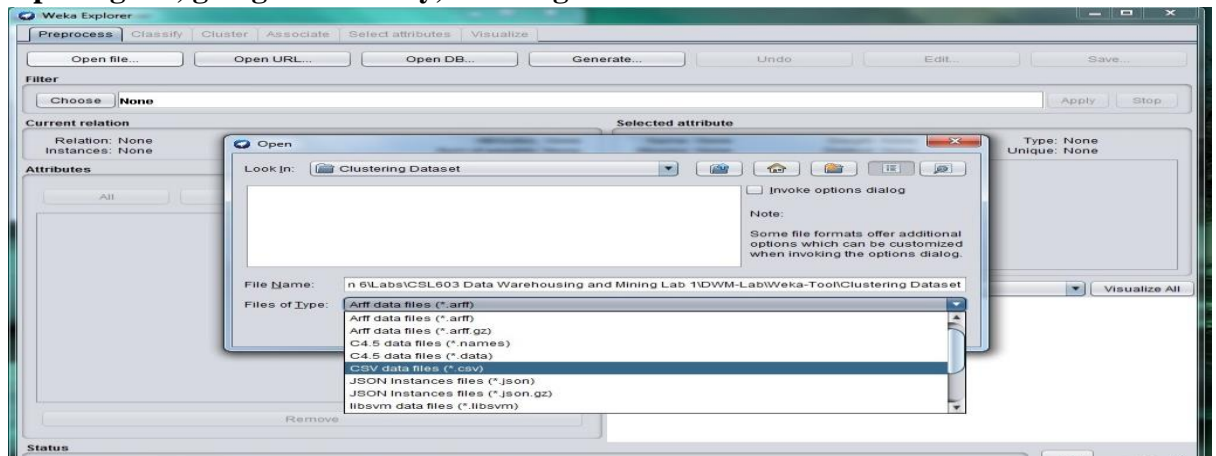 Weka Explorer
Preprocess Classify Cluster Associate Select attributes Visualize
Open file... Open URL... Open DB... Generate... Undo Edit... Save...
Filter
Choose None Apply Stop
Current relation Selected attribute
Relation: None Type: None
Instances: None Unique: None
Open
Attributes
Look In: Clustering Dataset
All
Invoke options dialog
Note:
Some file formats offer additional
options which can be customized
when invoking the options dialog.
File Name: n 6\Labs\CSL603 Data Warehousing and Mining Lab 1\DWM-Lab\Weka-Tool\Clustering Dataset
Visualize All
Files of Type: Arff data files (*.arff)
Arff data files (*.arff)
Arff data files (*.arff.gz)
C4.5 data files (*.names)
C4.5 data files (*.data)
CSV data files (*.csv)
JSON Instances files (*.json)
JSON Instances files (*.json.gz)
libsvm data files (*.libsvm)
Remove
Status